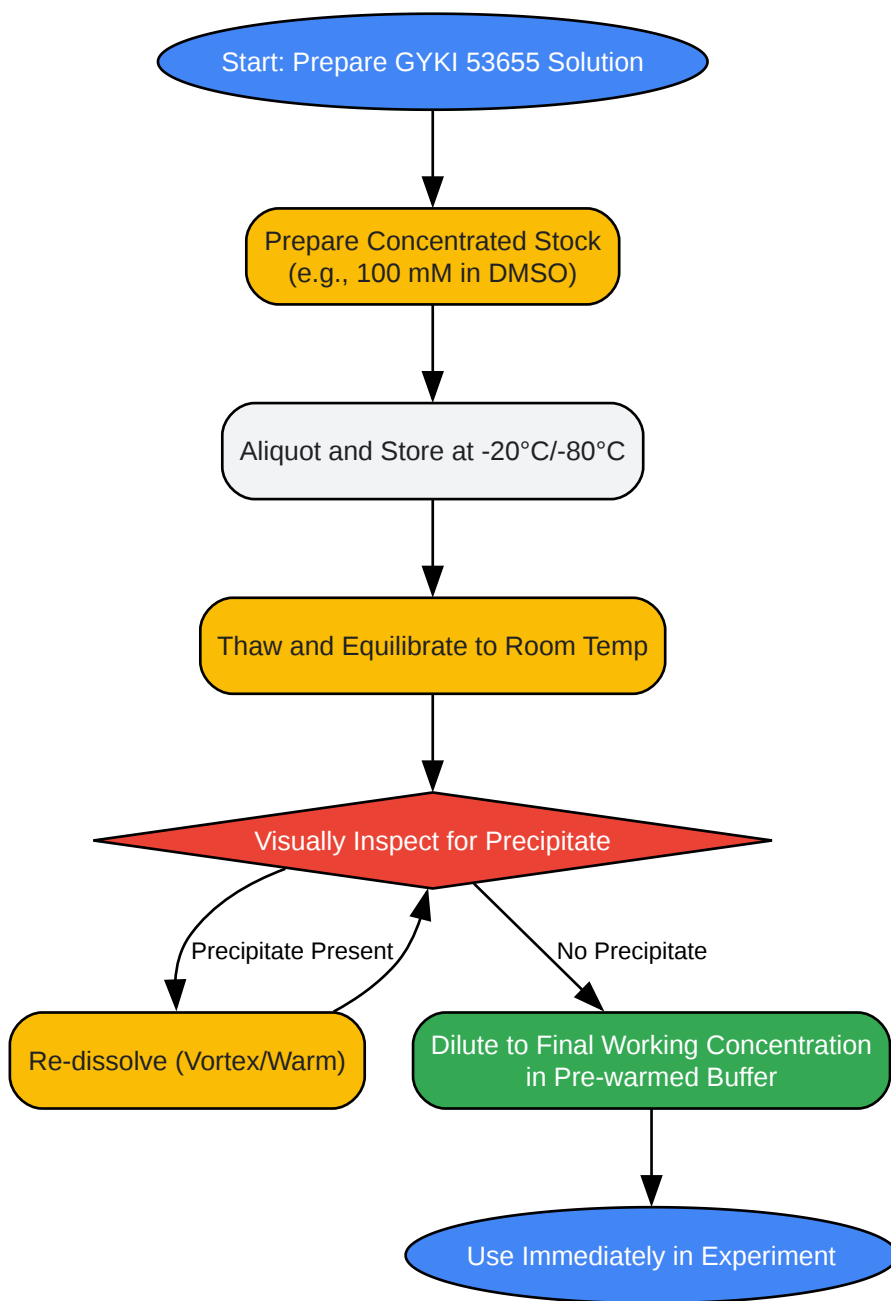 Start: Prepare GYKI 53655 Solution
Prepare Concentrated Stock
(e.g., 100 mM in DMSO)
Aliquot and Store at -20°C/-80°C
Thaw and Equilibrate to Room Temp
Visually Inspect for Precipitate
Precipitate Present
No Precipitate
Re-dissolve (Vortex/Warm)
Dilute to Final Working Concentration
in Pre-warmed Buffer
Use Immediately in Experiment